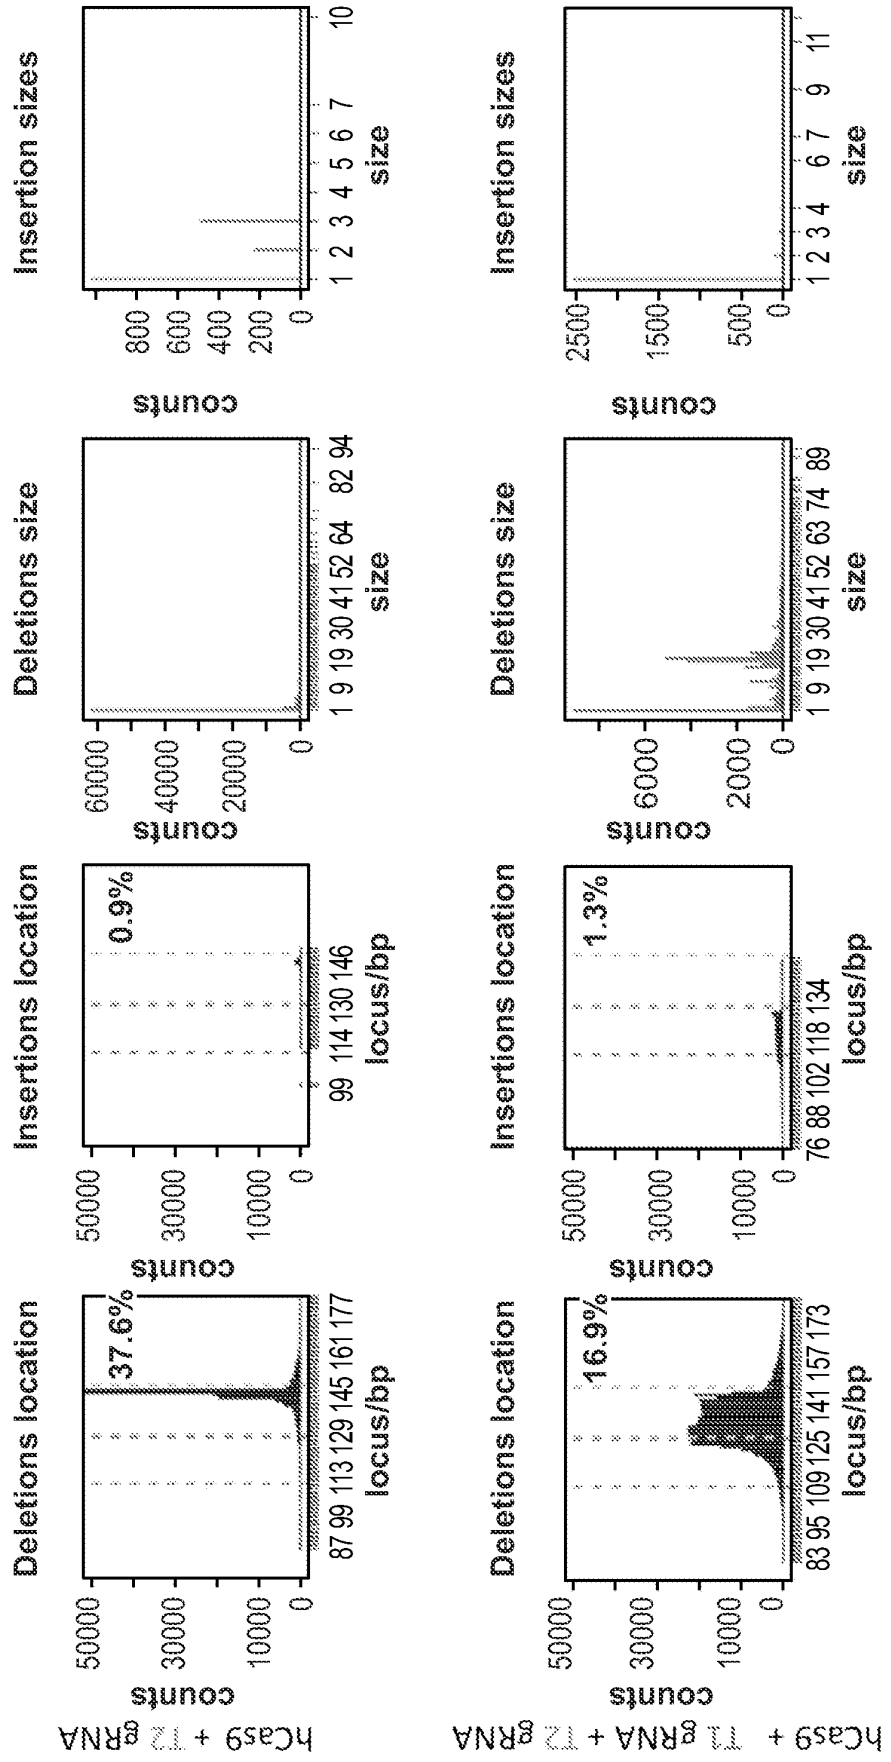 hCas9 + T2 gRNA
Deletions location
37.6%
counts
50000
30000
10000
0
87 99 113 129 145 161 177
locus/bp
Insertions location
0.9%
counts
50000
30000
10000
0
99 114 130 146
locus/bp
Deletions size
counts
60000
40000
20000
0
1 9 19 30 41 52 64 82 94
size
Insertion sizes
counts
800
600
400
200
0
1 2 3 4 5 6 7 10
size
hCas9 + T1 gRNA + T2 gRNA
Deletions location
16.9%
counts
50000
30000
10000
0
83 95 109 125 141 157 173
locus/bp
Insertions location
1.3%
counts
50000
30000
10000
0
76 88 102 118 134
locus/bp
Deletions size
counts
6000
2000
0
1 9 19 30 41 52 63 74 89
size
Insertion sizes
counts
2500
1500
500
0
1 2 3 4 6 7 9 11
size